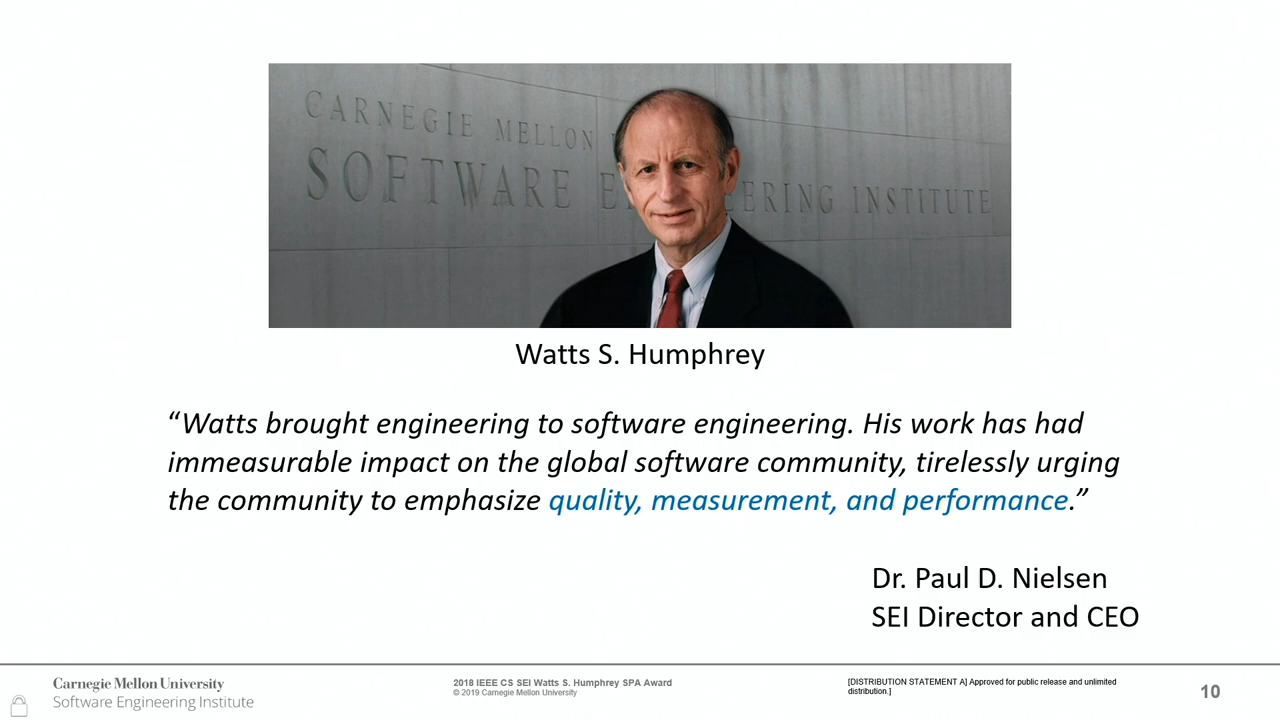 CARNEGIE MELLON
SOFTWARE E ERING INSTITUTE
Watts S. Humphrey
“Watts brought engineering to software engineering. His work has had
immeasurable impact on the global software community, tirelessly urging
the community to emphasize quality, measurement, and performance.”
Dr. Paul D. Nielsen
SEI Director and CEO
Carnegie Mellon University
Software Engineering Institute
2018 IEEE CS SEI Watts S. Humphrey SPA Award
© 2019 Carnegie Mellon University
[DISTRIBUTION STATEMENT A] Approved for public release and unlimited
distribution.]
10